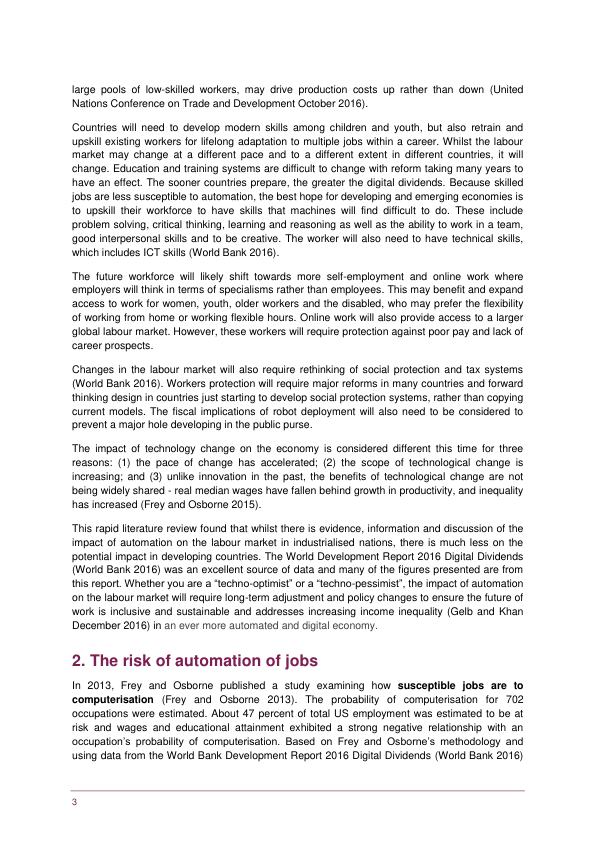 large pools of low-skilled workers, may drive production costs up rather than down (United
Nations Conference on Trade and Development October 2016).
Countries will need to develop modern skills among children and youth, but also retrain and
upskill existing workers for lifelong adaptation to multiple jobs within a career. Whilst the labour
market may change at a different pace and to a different extent in different countries, it will
change. Education and training systems are difficult to change with reform taking many years to
have an effect. The sooner countries prepare, the greater the digital dividends. Because skilled
jobs are less susceptible to automation, the best hope for developing and emerging economies is
to upskill their workforce to have skills that machines will find difficult to do. These include
problem solving, critical thinking, learning and reasoning as well as the ability to work in a team,
good interpersonal skills and to be creative. The worker will also need to have technical skills,
which includes ICT skills (World Bank 2016).
The future workforce will likely shift towards more self-employment and online work where
employers will think in terms of specialisms rather than employees. This may benefit and expand
access to work for women, youth, older workers and the disabled, who may prefer the flexibility
of working from home or working flexible hours. Online work will also provide access to a larger
global labour market. However, these workers will require protection against poor pay and lack of
career prospects.
Changes in the labour market will also require rethinking of social protection and tax systems
(World Bank 2016). Workers protection will require major reforms in many countries and forward
thinking design in countries just starting to develop social protection systems, rather than copying
current models. The fiscal implications of robot deployment will also need to be considered to
prevent a major hole developing in the public purse.
The impact of technology change on the economy is considered different this time for three
reasons: (1) the pace of change has accelerated; (2) the scope of technological change is
increasing; and (3) unlike innovation in the past, the benefits of technological change are not
being widely shared - real median wages have fallen behind growth in productivity, and inequality
has increased (Frey and Osborne 2015).
This rapid literature review found that whilst there is evidence, information and discussion of the
impact of automation on the labour market in industrialised nations, there is much less on the
potential impact in developing countries. The World Development Report 2016 Digital Dividends
(World Bank 2016) was an excellent source of data and many of the figures presented are from
this report. Whether you are a “techno-optimist” or a “techno-pessimist”, the impact of automation
on the labour market will require long-term adjustment and policy changes to ensure the future of
work is inclusive and sustainable and addresses increasing income inequality (Gelb and Khan
December 2016) in an ever more automated and digital economy.
2. The risk of automation of jobs
In 2013, Frey and Osborne published a study examining how susceptible jobs are to
computerisation (Frey and Osborne 2013). The probability of computerisation for 702
occupations were estimated. About 47 percent of total US employment was estimated to be at
risk and wages and educational attainment exhibited a strong negative relationship with an
occupation’s probability of computerisation. Based on Frey and Osborne’s methodology and
using data from the World Bank Development Report 2016 Digital Dividends (World Bank 2016)
3